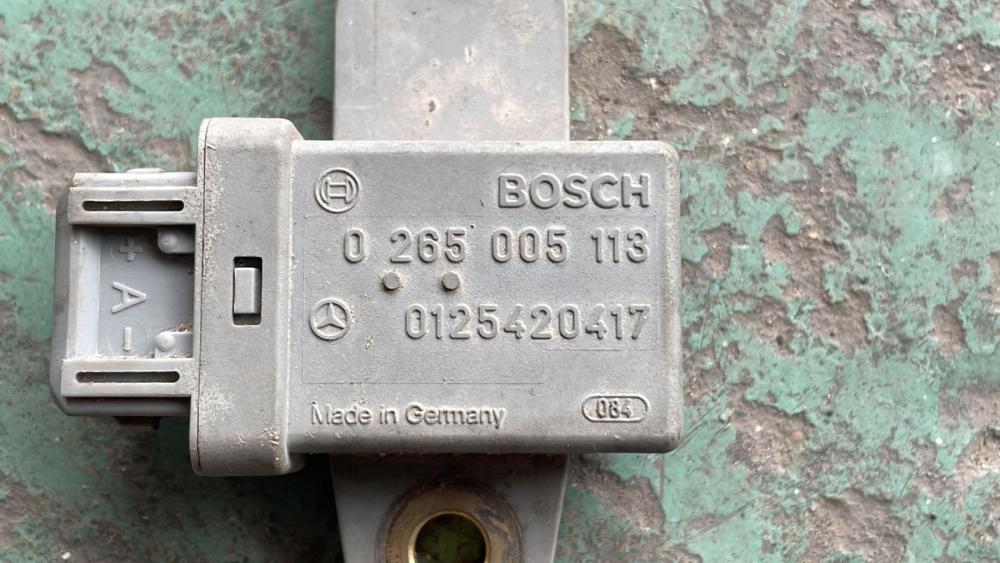 BOSCH
0 265 005 113
0125420417
Made in Germany
084
+
A
−